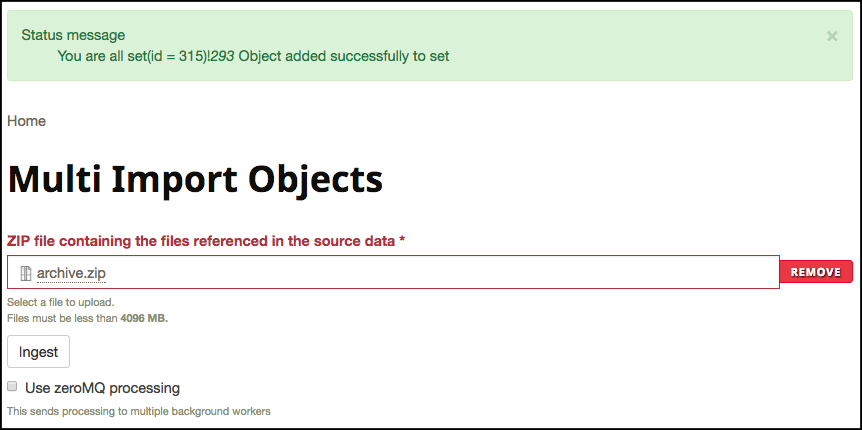 Status message
×
You are all set(id = 315)!293 Object added successfully to set
Home
Multi Import Objects
ZIP file containing the files referenced in the source data *
archive.zip
REMOVE
Select a file to upload.
Files must be less than 4096 MB.
Ingest
Use zeroMQ processing
This sends processing to multiple background workers